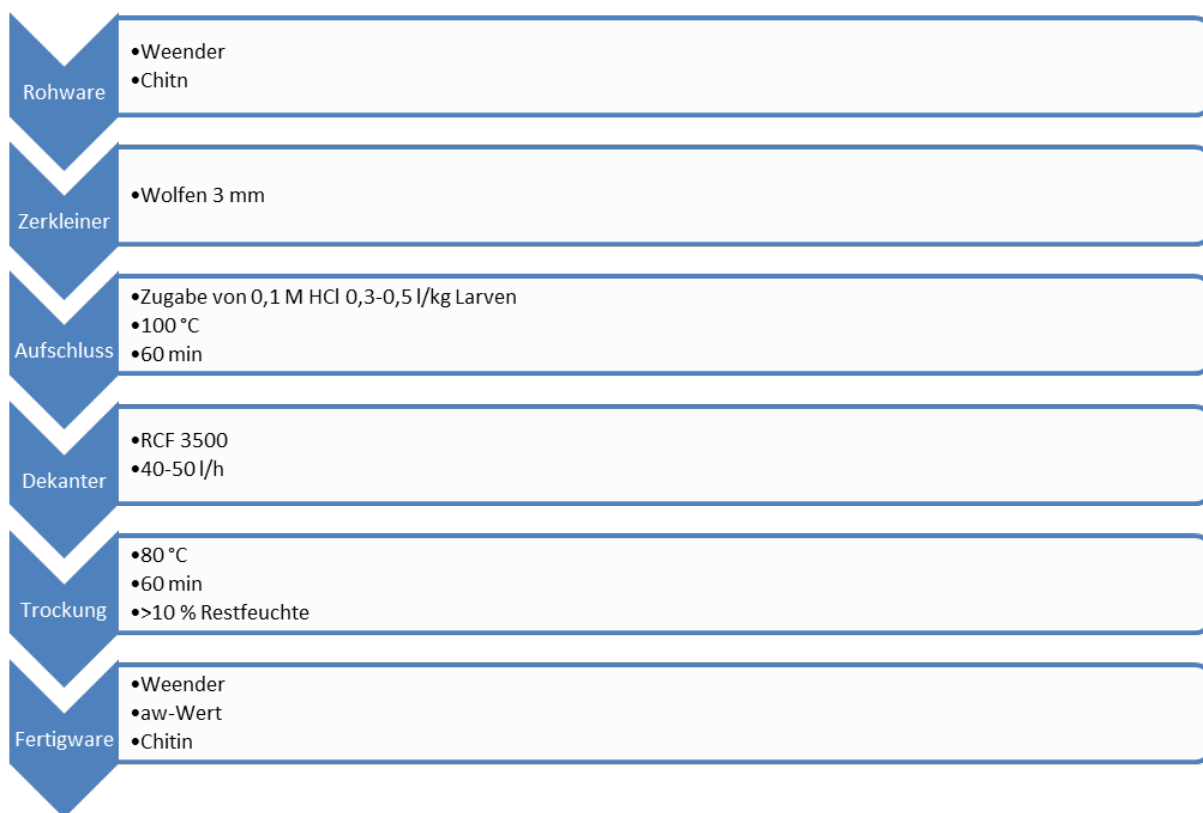 Rohware
•Weender
•Chitn
Zerkleiner
•Wolfen 3 mm
Aufschluss
•Zugabe von 0,1 M HCl 0,3-0,5 l/kg Larven
•100 °C
•60 min
Dekanter
•RCF 3500
•40-50 l/h
Trockung
•80 °C
•60 min
•>10 % Restfeuchte
Fertigware
•Weender
•aw-Wert
•Chitin